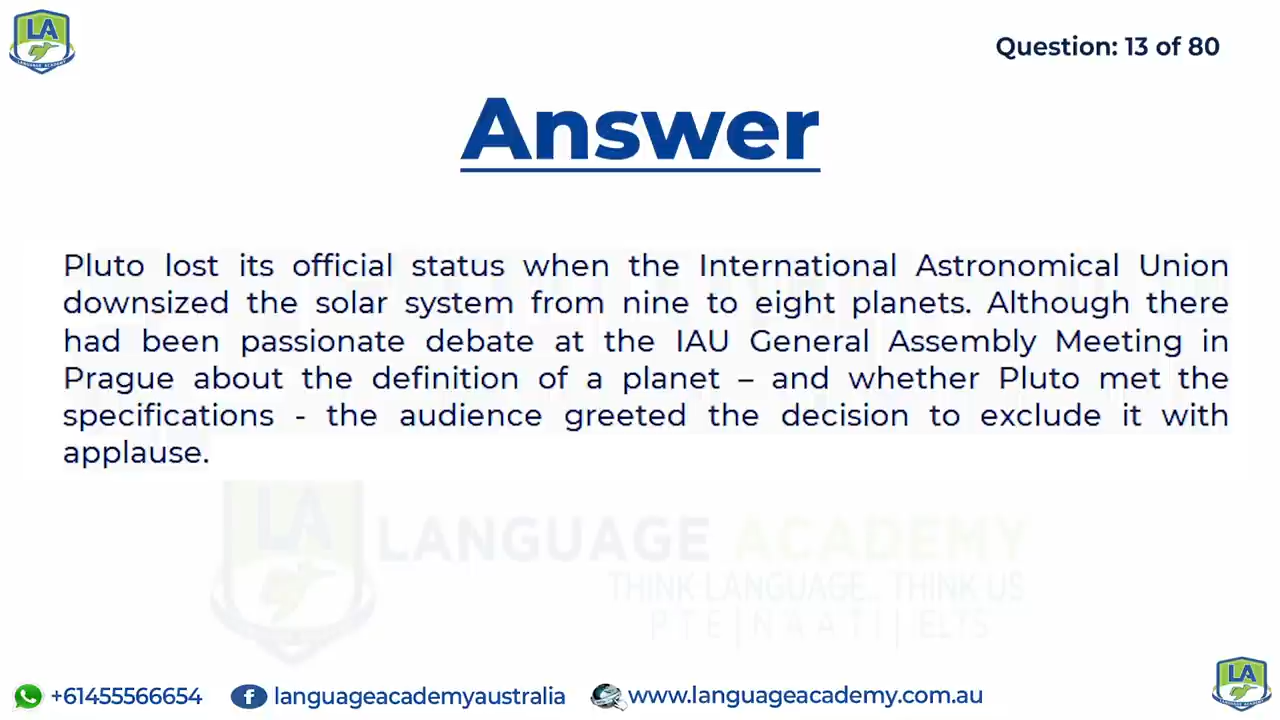 LA
LANGUAGE ACADEMY
Question: 13 of 80
Answer
Pluto lost its official status when the International Astronomical Union
downsized the solar system from nine to eight planets. Although there
had been passionate debate at the IAU General Assembly Meeting in
Prague about the definition of a planet – and whether Pluto met the
specifications - the audience greeted the decision to exclude it with
applause.
LA
LANGUAGE ACADEMY
THINK LANGUAGE, THINK US
PTE | NAATI | IELTS
+61455566654
languageacademyaustralia
www.languageacademy.com.au
LA